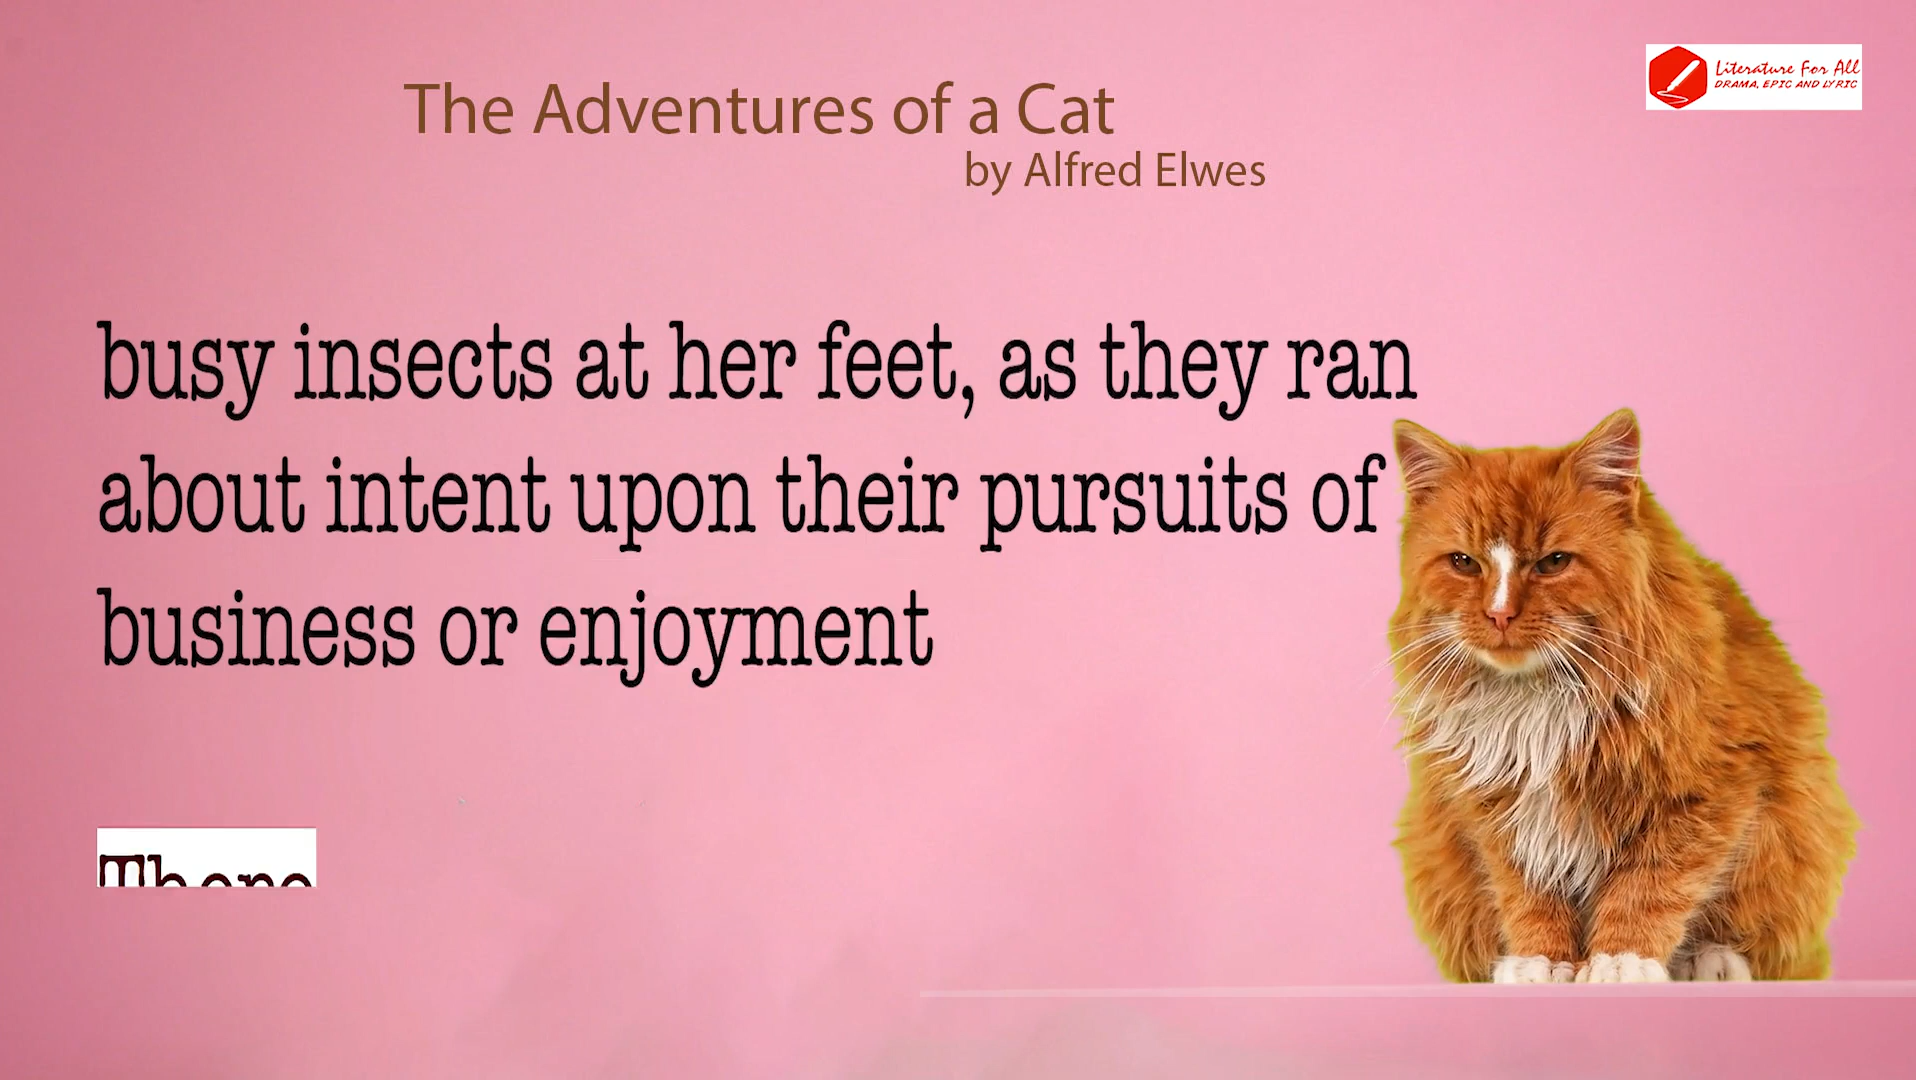 The Adventures of a Cat
by Alfred Elwes
Literature For All
DRAMA, EPIC AND LYRIC
busy insects at her feet, as they ran
about intent upon their pursuits of
business or enjoyment